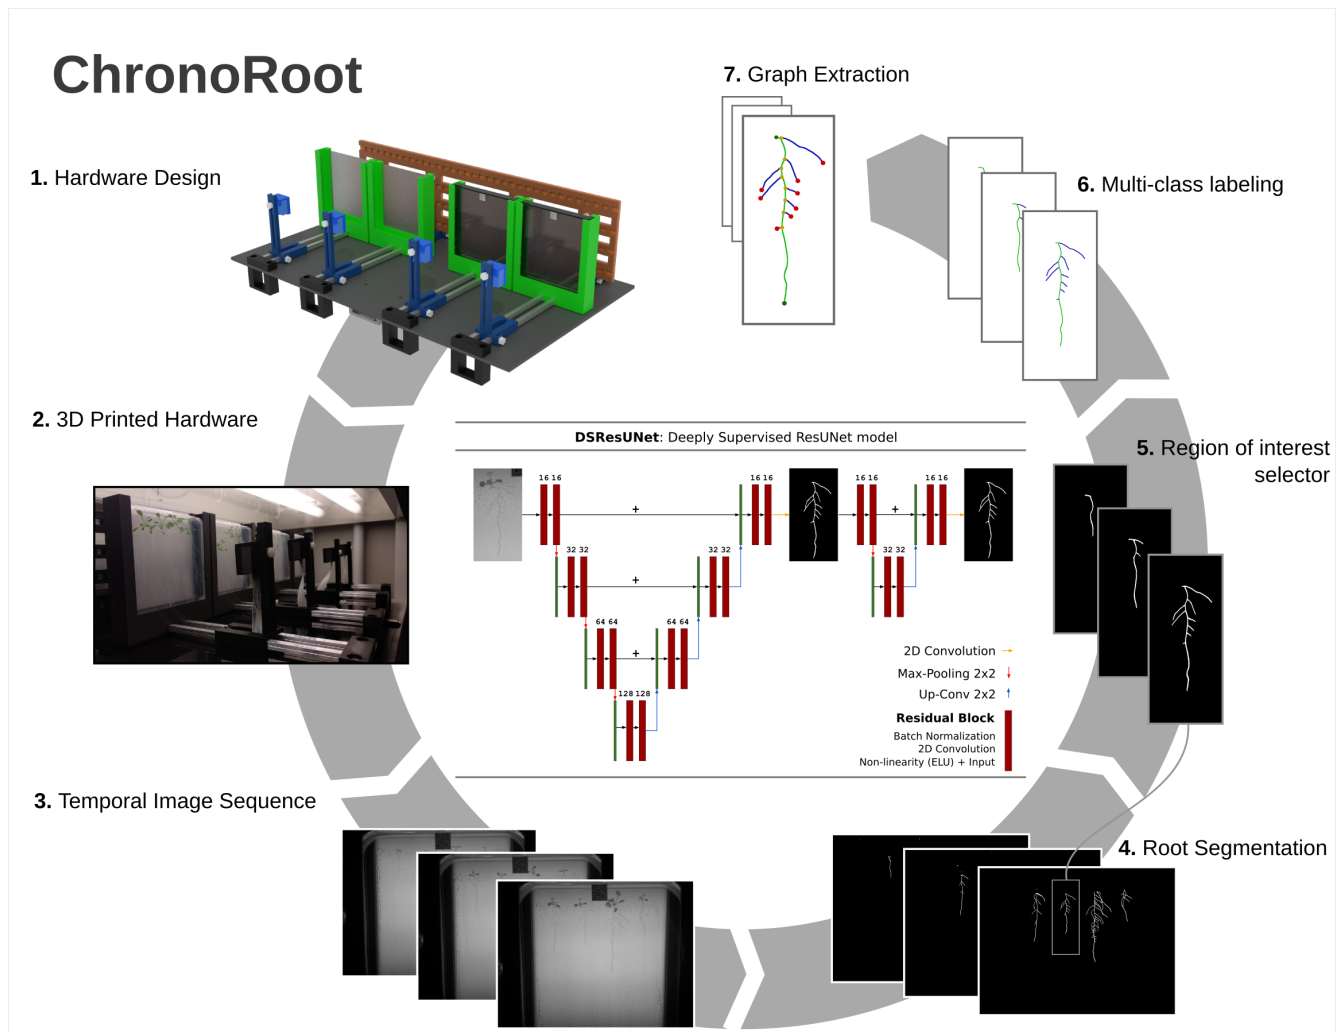 ChronoRoot
7. Graph Extraction
1. Hardware Design
6. Multi-class labeling
2. 3D Printed Hardware
DSResUNet: Deeply Supervised ResUNet model
5. Region of interest
selector
16 16
16 16
16 16
16 16
+
+
32 32
32 32
32 32
+
64 64
64 64
+
128 128
2D Convolution
Max-Pooling 2x2
Up-Conv 2x2
Residual Block
Batch Normalization
2D Convolution
Non-linearity (ELU) + Input
3. Temporal Image Sequence
4. Root Segmentation